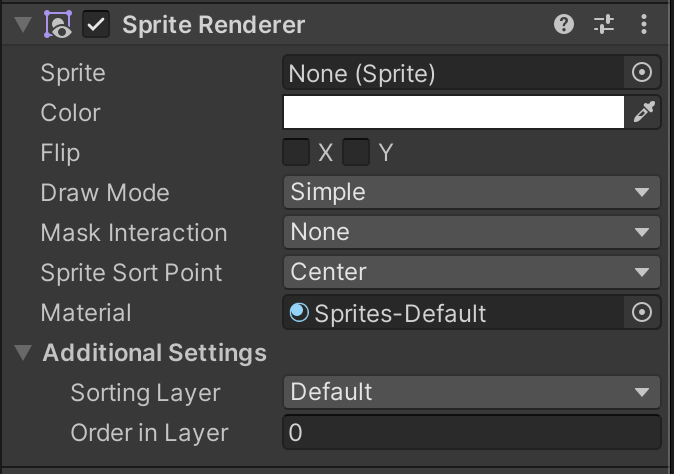 Sprite Renderer
Sprite None (Sprite)
Color
Flip X Y
Draw Mode Simple
Mask Interaction None
Sprite Sort Point Center
Material Sprites-Default
Additional Settings
Sorting Layer Default
Order in Layer 0